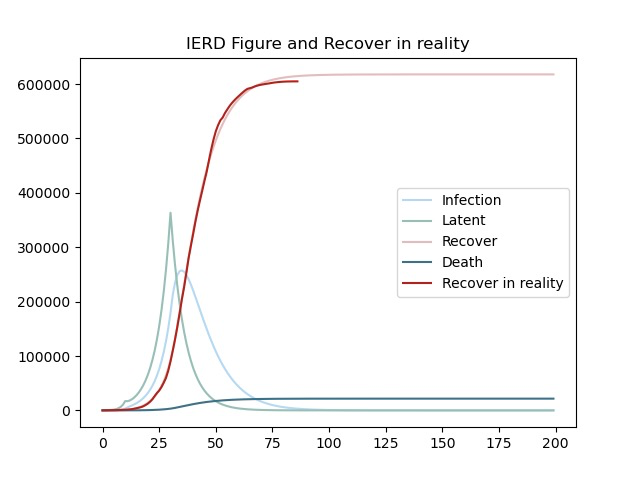 IERD Figure and Recover in reality
600000
500000
400000
300000
200000
100000
0
Infection
Latent
Recover
Death
Recover in reality
0 25 50 75 100 125 150 175 200